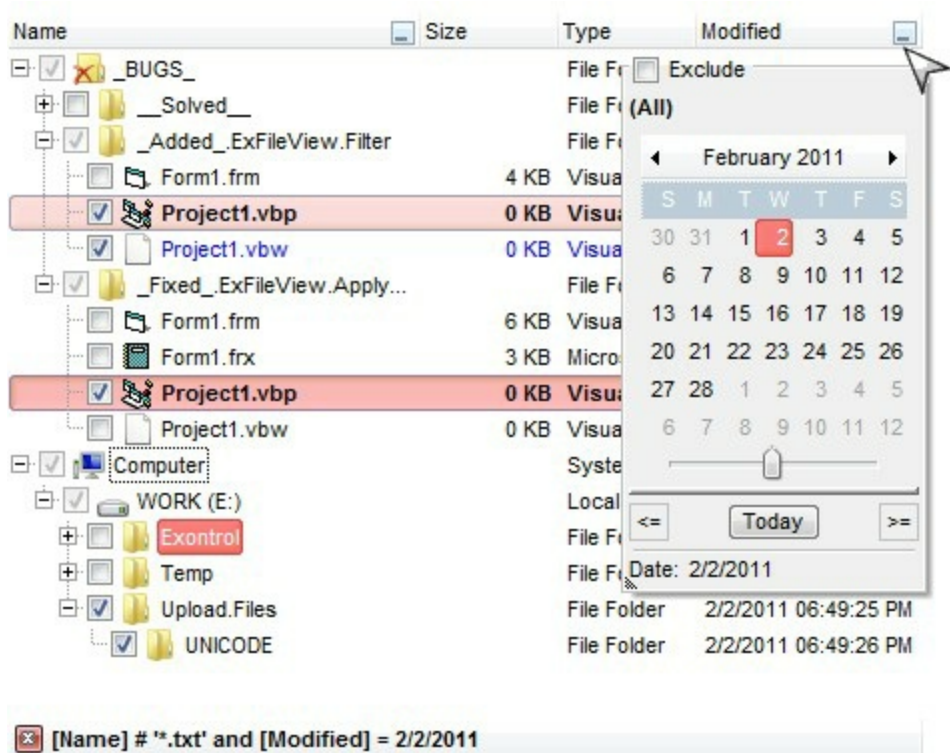 Name Size Type Modified
_BUGS_ File Fo
__Solved__ File Fo
_Added_.ExFileView.Filter File Fo
Form1.frm 4 KB Visua
Project1.vbp 0 KB Visua
Project1.vbw 0 KB Visua
_Fixed_.ExFileView.Apply... File Fo
Form1.frm 6 KB Visua
Form1.frx 3 KB Micro
Project1.vbp 0 KB Visua
Project1.vbw 0 KB Visua
Computer Syste
WORK (E:) Local
Exontrol File Fo
Temp File Fo
Upload.Files File Folder 2/2/2011 06:49:25 PM
UNICODE File Folder 2/2/2011 06:49:26 PM
Exclude
(All)
February 2011
S M T W T F S
30 31 1 2 3 4 5
6 7 8 9 10 11 12
13 14 15 16 17 18 19
20 21 22 23 24 25 26
27 28 1 2 3 4 5
6 7 8 9 10 11 12
<= Today >=
Date: 2/2/2011
[Name] # '*.txt' and [Modified] = 2/2/2011